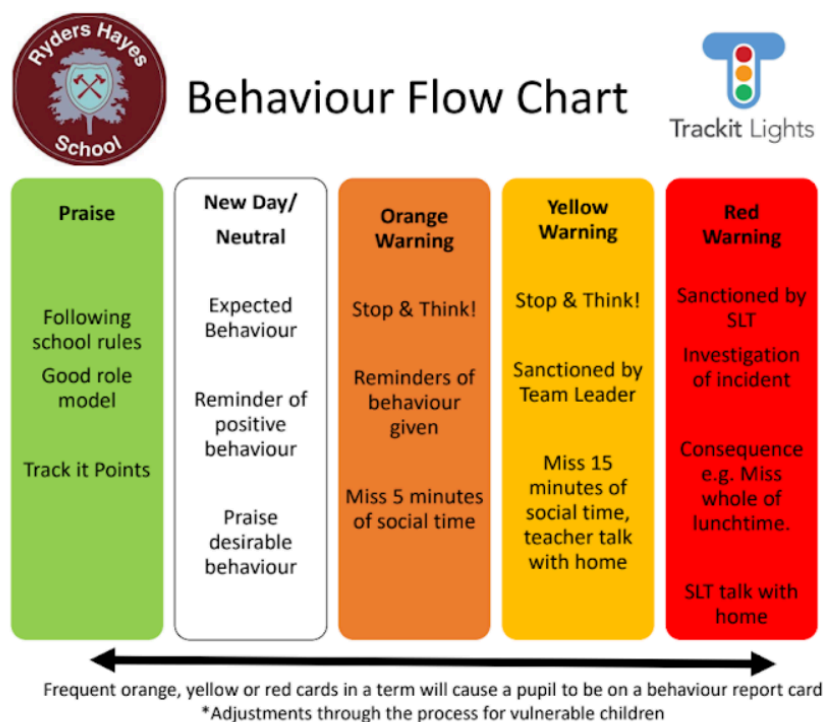 Ryders Hayes
School
Behaviour Flow Chart
Trackit Lights
Praise
Following
school rules
Good role
model
Track it Points
New Day/
Neutral
Expected
Behaviour
Reminder of
positive
behaviour
Praise
desirable
behaviour
Orange
Warning
Stop & Think!
Reminders of
behaviour
given
Miss 5 minutes
of social time
Yellow
Warning
Stop & Think!
Sanctioned by
Team Leader
Miss 15
minutes of
social time,
teacher talk
with home
Red
Warning
Sanctioned by
SLT
Investigation
of incident
Consequence
e.g. Miss
whole of
lunchtime.
SLT talk with
home
Frequent orange, yellow or red cards in a term will cause a pupil to be on a behaviour report card
*Adjustments through the process for vulnerable children